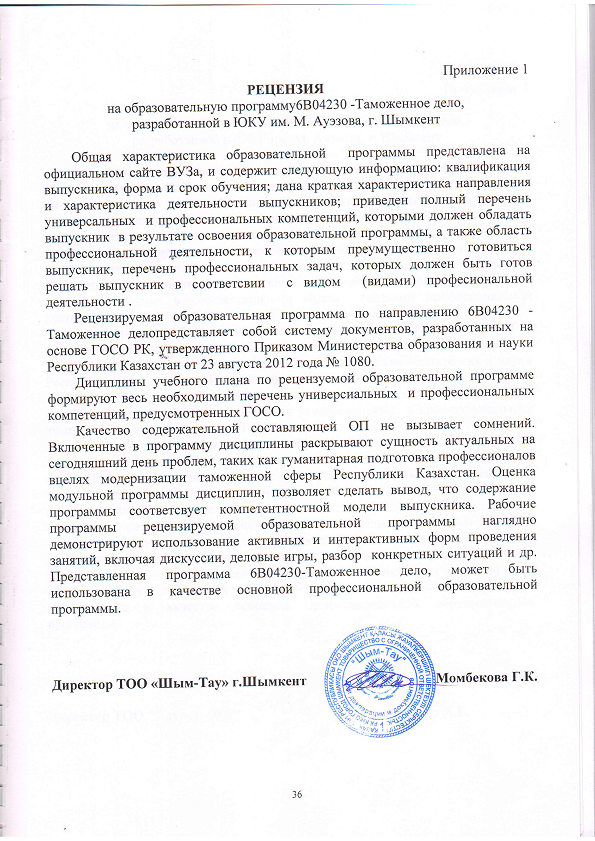 Приложение 1
РЕЦЕНЗИЯ
на образовательную программу6В04230 -Таможенное дело,
разработанной в ЮКУ им. М. Ауэзова, г. Шымкент
Общая характеристика образовательной программы представлена на
официальном сайте ВУЗа, и содержит следующую информацию: квалификация
выпускника, форма и срок обучения; дана краткая характеристика направления
и характеристика деятельности выпускников; приведен полный перечень
универсальных и профессиональных компетенций, которыми должен обладать
выпускник в результате освоения образовательной программы, а также область
профессиональной деятельности, к которым преумущественно готовиться
выпускник, перечень профессиональных задач, которых должен быть готов
решать выпускник в соответсвии с видом (видами) професиональной
деятельности .
Рецензируемая образовательная программа по направлению 6В04230 -
Таможенное делопредставляет собой систему документов, разработанных на
основе ГОСО РК, утвержденного Приказом Министерства образования и науки
Республики Казахстан от 23 августа 2012 года № 1080.
Дициплины учебного плана по рецензуемой образовательной программе
формируют весь необходимый перечень универсиальных и профессиональных
компетенций, предусмотренных ГОСО.
Качество содержательной составляющей ОП не вызывает сомнений.
Включенные в программу дисциплины раскрывают сущность актуальных на
сегодняшний день проблем, таких как гуманитарная подготовка профессионалов
вцелях модернизации таможенной сферы Республики Казахстан. Оценка
модульной программы дисциплин, позволяет сделать вывод, что содержание
программы соответсвует компетентностной модели выпускника. Рабочие
программы рецензируемой образовательной программы наглядно
демонстрируют использование активных и интерактивных форм проведения
занятий, включая дискуссии, деловые игры, разбор конкретных ситуаций и др.
Представленная программа 6В04230-Таможенное дело, может быть
использована в качестве основной профессиональной образовательной
программы.
"Шым-Тау"
Директор ТОО «Шым-Тау» г.Шымкент
Момбекова Г.К.
36